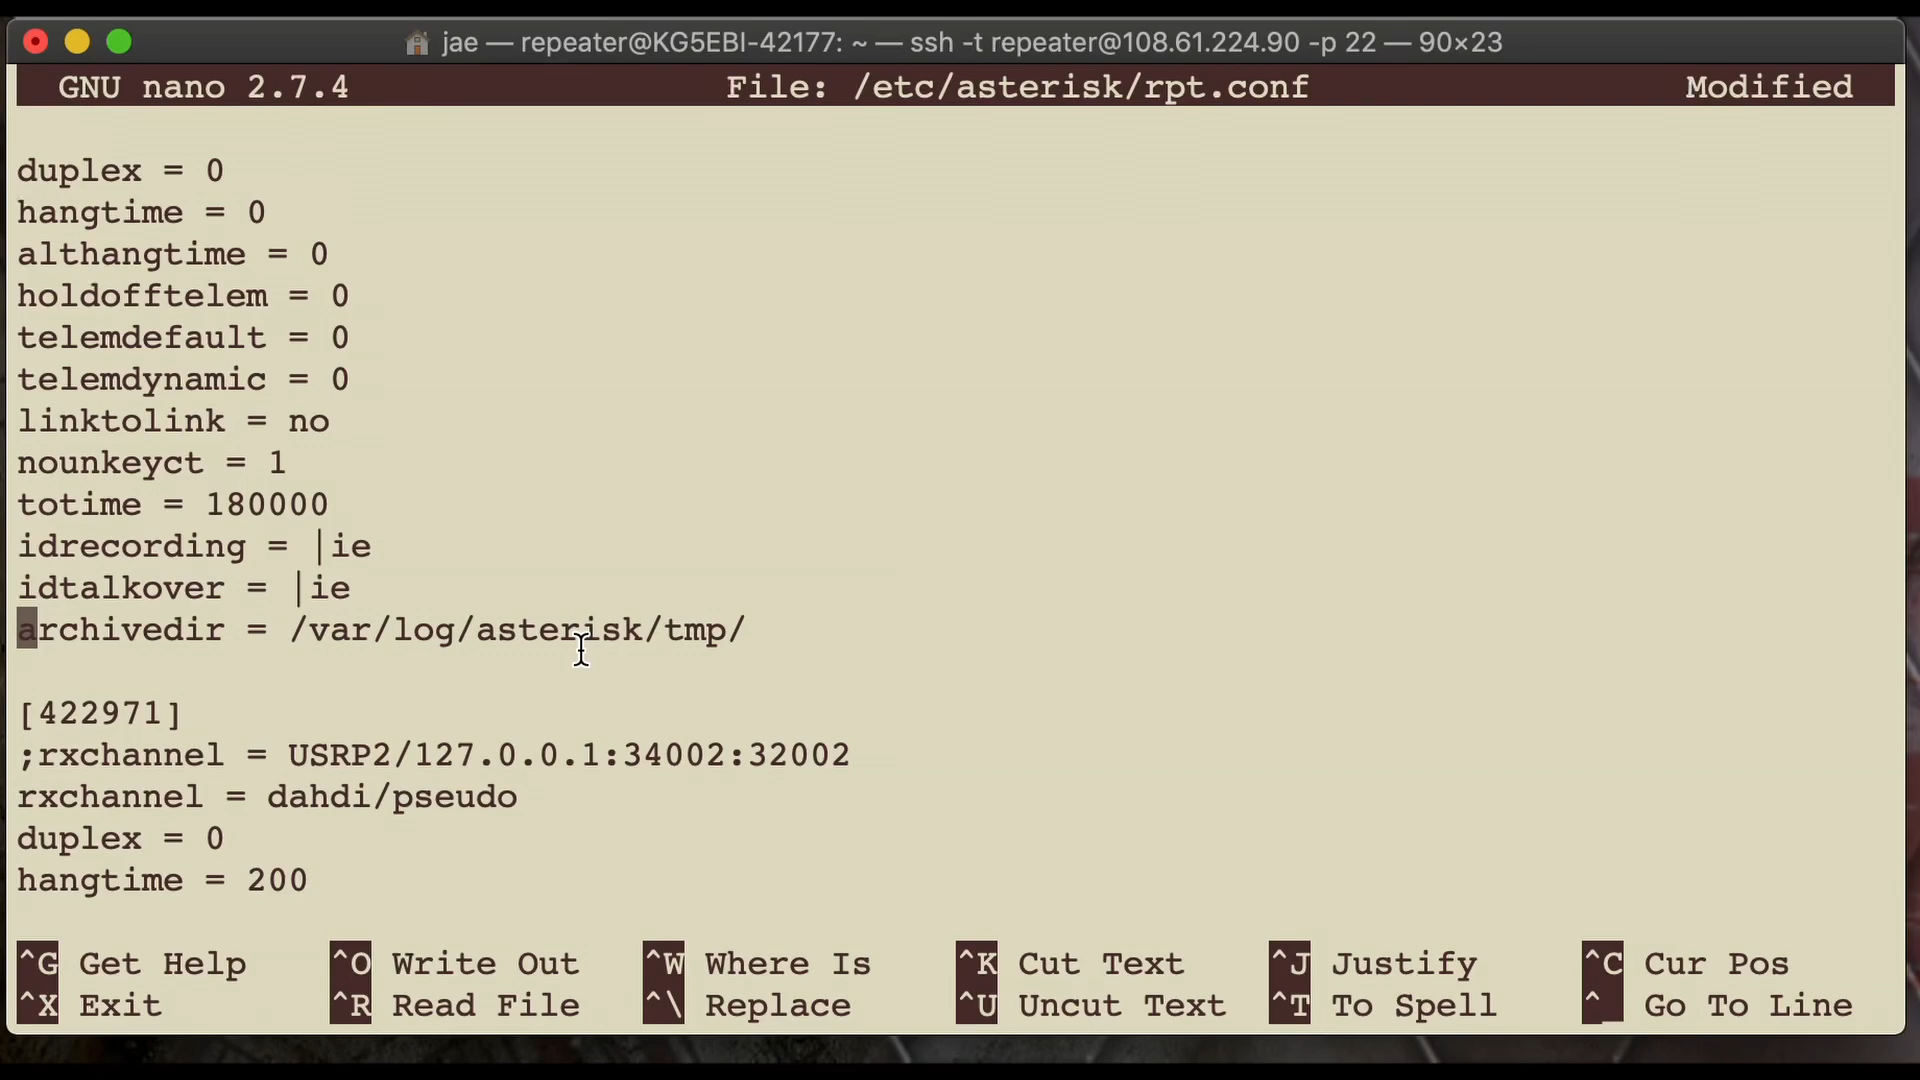 jae — repeater@KG5EBI-42177: ~ — ssh -t repeater@108.61.224.90 -p 22 — 90×23
GNU nano 2.7.4 File: /etc/asterisk/rpt.conf Modified
duplex = 0
hangtime = 0
althangtime = 0
holdofftelem = 0
telemdefault = 0
telemdynamic = 0
linktolink = no
nounkeyct = 1
totime = 180000
idrecording = |ie
idtalkover = |ie
archivedir = /var/log/asterisk/tmp/
[422971]
;rxchannel = USRP2/127.0.0.1:34002:32002
rxchannel = dahdi/pseudo
duplex = 0
hangtime = 200
^G Get Help ^O Write Out ^W Where Is ^K Cut Text ^J Justify ^C Cur Pos
^X Exit ^R Read File ^\ Replace ^U Uncut Text ^T To Spell ^_ Go To Line